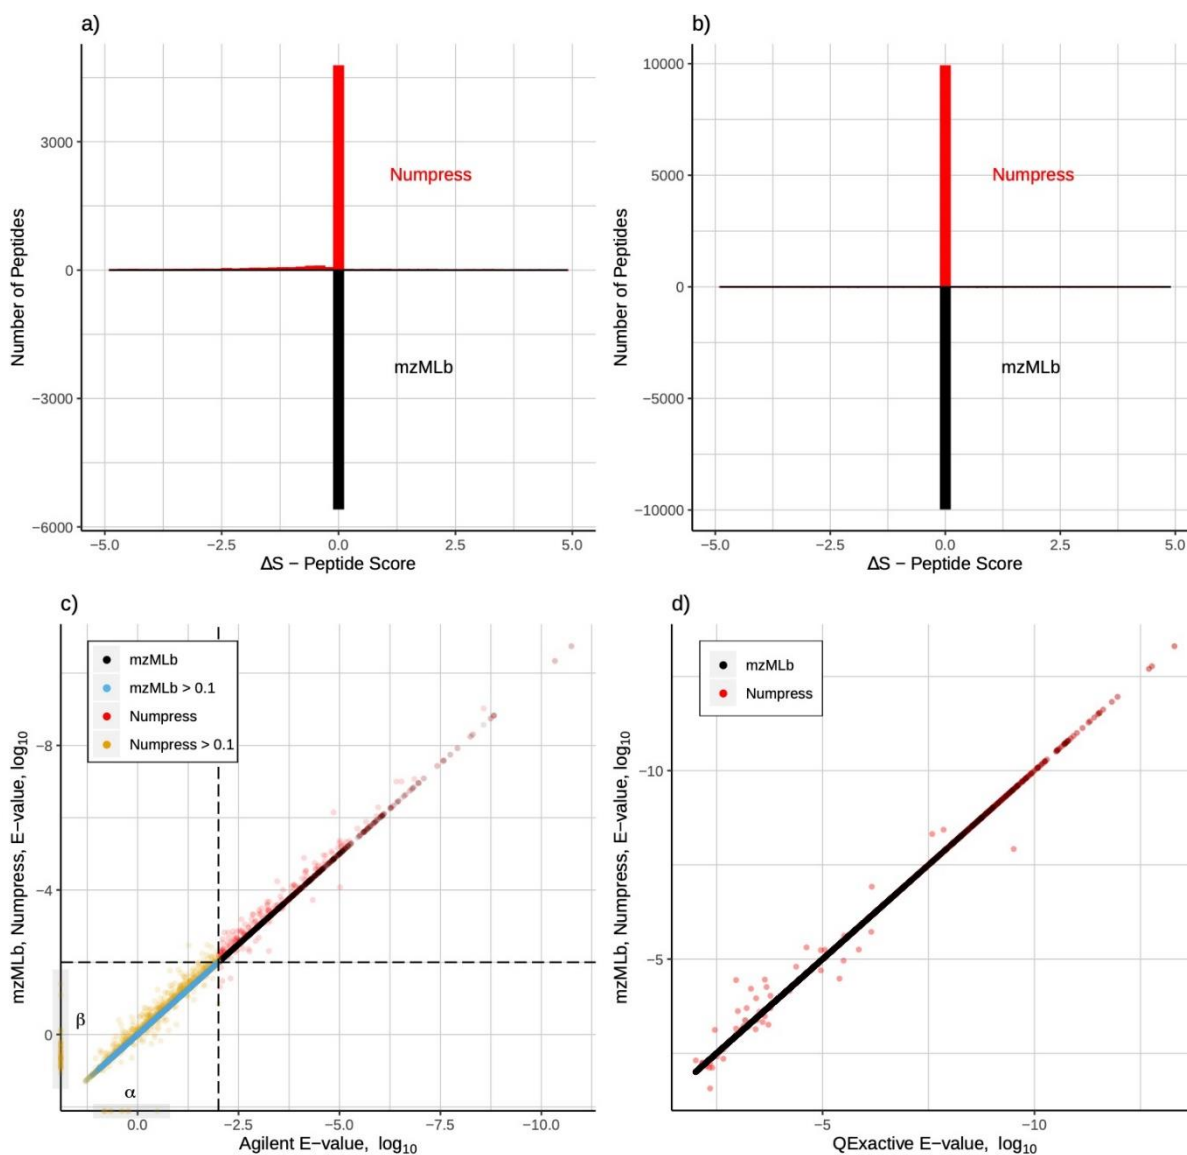 a)
Number of Peptides
3000
0
−3000
−6000
Numpress
mzMLb
−5.0 −2.5 0.0 2.5 5.0
ΔS − Peptide Score
b)
Number of Peptides
10000
5000
0
−5000
−10000
Numpress
mzMLb
−5.0 −2.5 0.0 2.5 5.0
ΔS − Peptide Score
c)
mzMLb, Numpress, E−value, log10
mzMLb
mzMLb > 0.1
Numpress
Numpress > 0.1
−8
−4
0
β
α
0.0 −2.5 −5.0 −7.5 −10.0
Agilent E−value, log10
d)
mzMLb, Numpress, E−value, log10
mzMLb
Numpress
−10
−5
−5 −10
QExactive E−value, log10